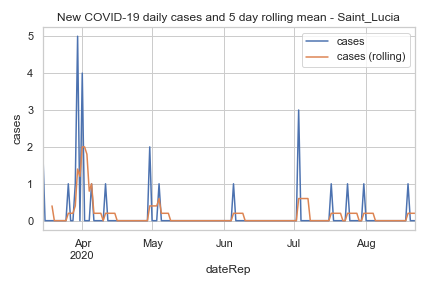 New COVID-19 daily cases and 5 day rolling mean - Saint_Lucia
cases
cases (rolling)
5
4
3
2
1
0
cases
Apr
2020
May
Jun
Jul
Aug
dateRep